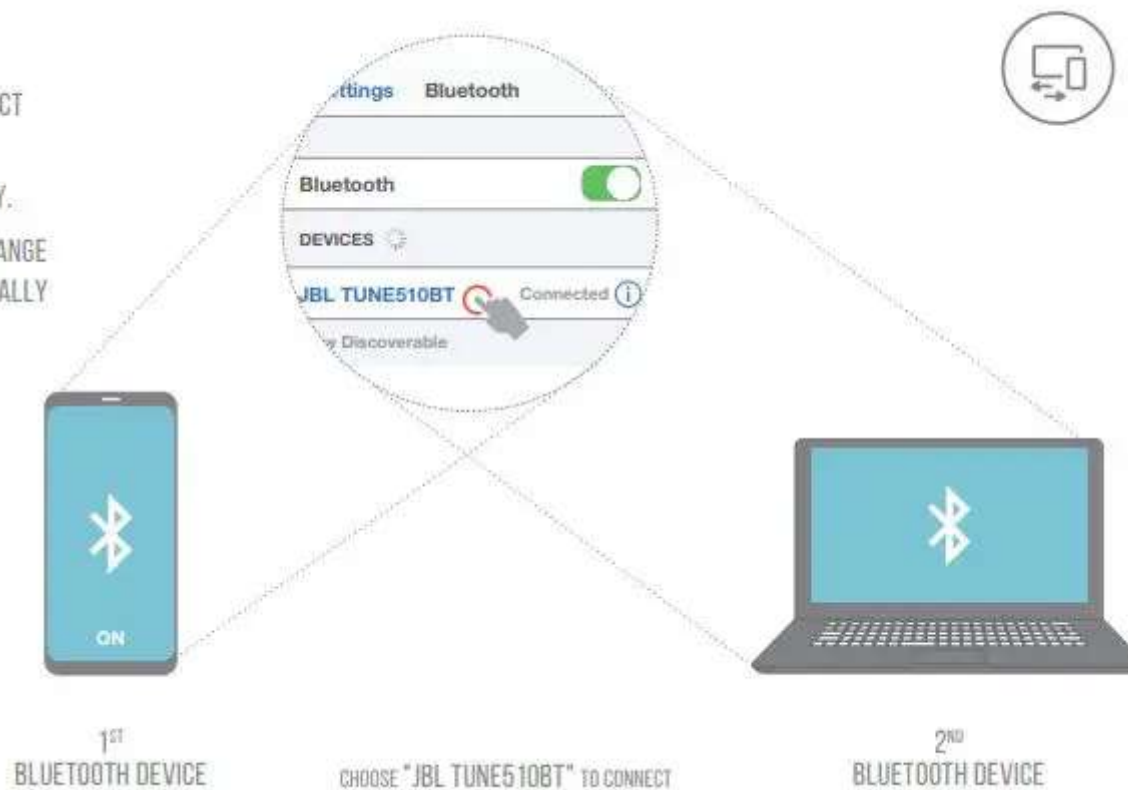 CT
Y.
ANGE
ALLY
ttings Bluetooth
Bluetooth
DEVICES
JBL TUNE510BT Connected
Discoverable
ON
1ST
BLUETOOTH DEVICE
CHOOSE "JBL TUNE510BT" TO CONNECT
2ND
BLUETOOTH DEVICE